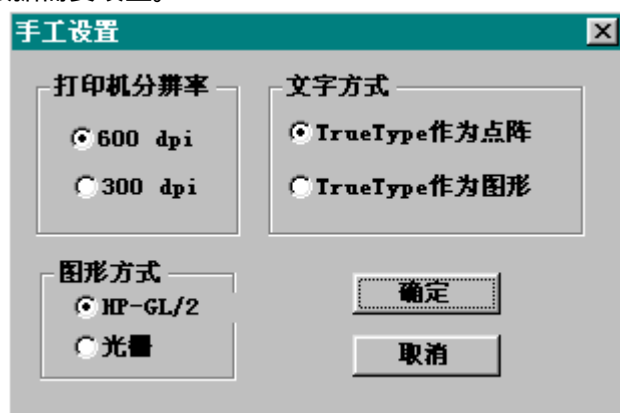 手工设置
打印机分辨率
600 dpi
300 dpi
文字方式
TrueType作为点阵
TrueType作为图形
图形方式
HP-GL/2
光栅
确定
取消